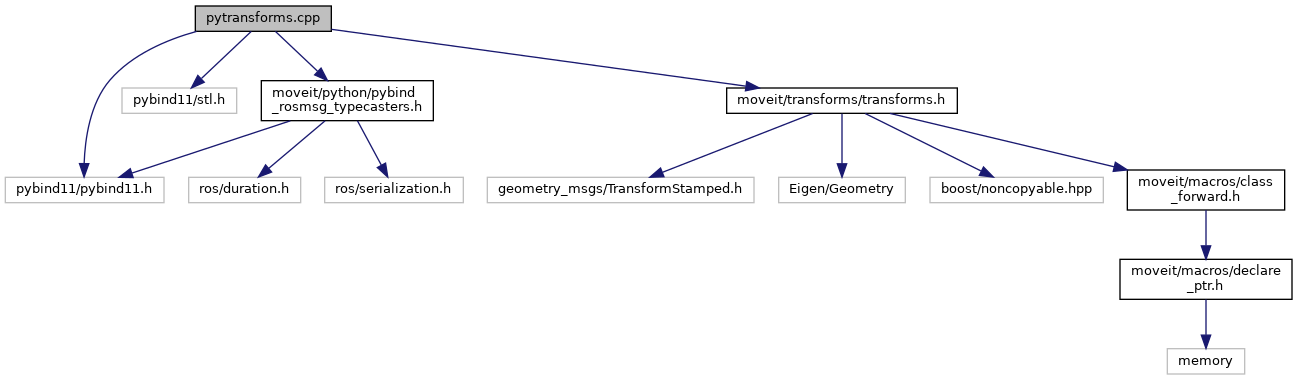 pytransforms.cpp
pybind11/stl.h
moveit/python/pybind
_rosmsg_typecasters.h
moveit/transforms/transforms.h
pybind11/pybind11.h
ros/duration.h
ros/serialization.h
geometry_msgs/TransformStamped.h
Eigen/Geometry
boost/noncopyable.hpp
moveit/macros/class
_forward.h
moveit/macros/declare
_ptr.h
memory